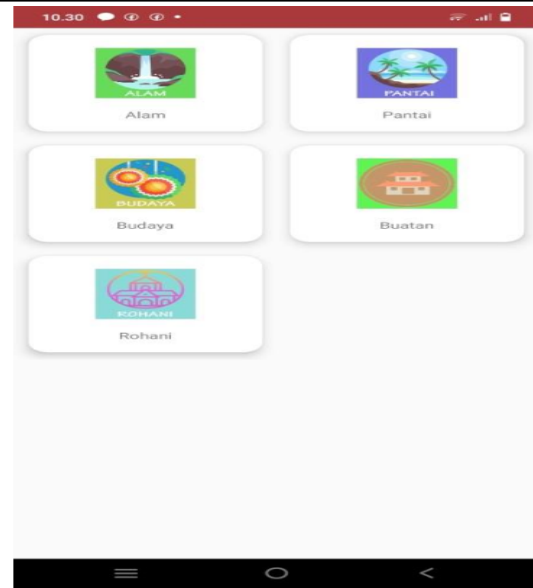 10.30
ALAM
PANTAI
Alam
Pantai
BUDAYA
Budaya
Buatan
ROHANI
Rohani